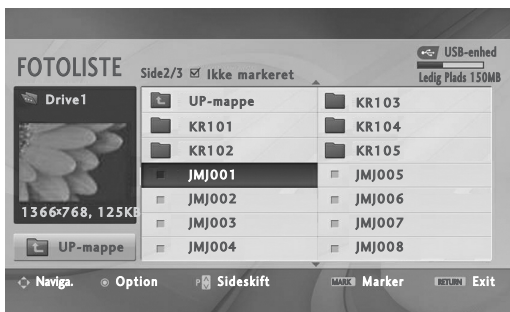 USB-enhed
FOTOLISTE Side2/3 Ikke markeret Ledig Plads 150MB
Drive1
UP-mappe KR103
KR101 KR104
KR102 KR105
JMJ001 JMJ005
JMJ002 JMJ006
JMJ003 JMJ007
JMJ004 JMJ008
1366x768, 125KB
UP-mappe
Naviga. Option P Sideskift MARK Marker RETURN Exit